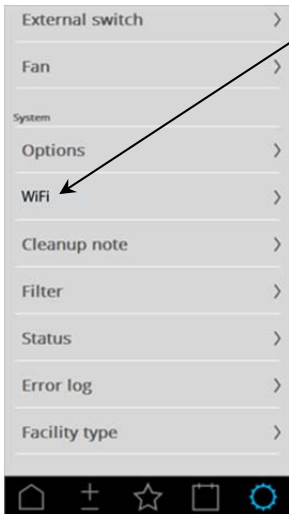 External switch
Fan
System
Options
WiFi
Cleanup note
Filter
Status
Error log
Facility type